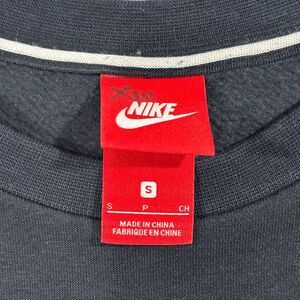 NIKE
S
S P CH
MADE IN CHINA
FABRIQUÉ EN CHINE